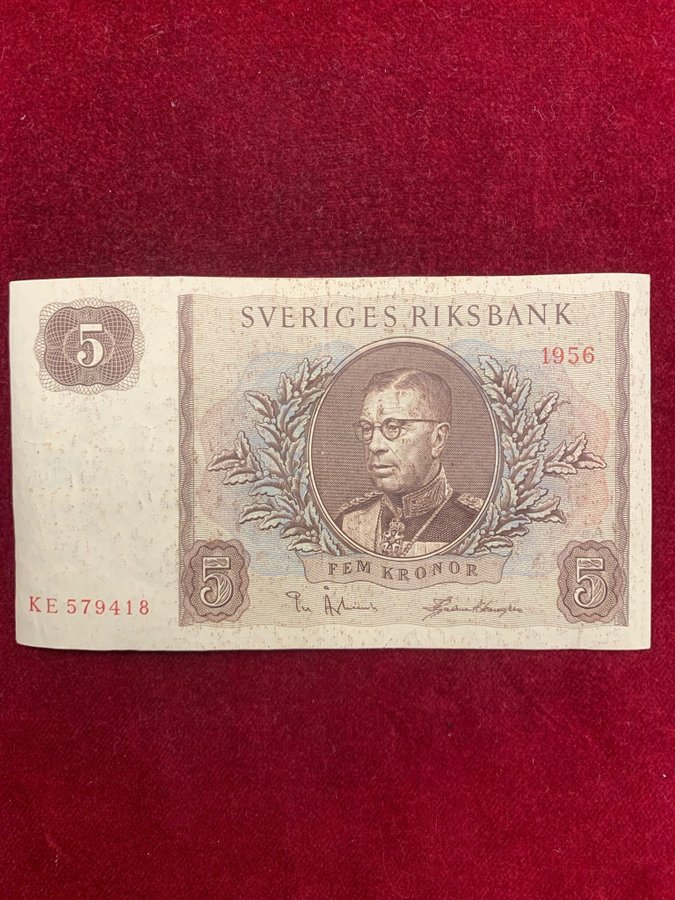 5
SVERIGES RIKSBANK
1956
FEM KRONOR
5 5
KE 579418